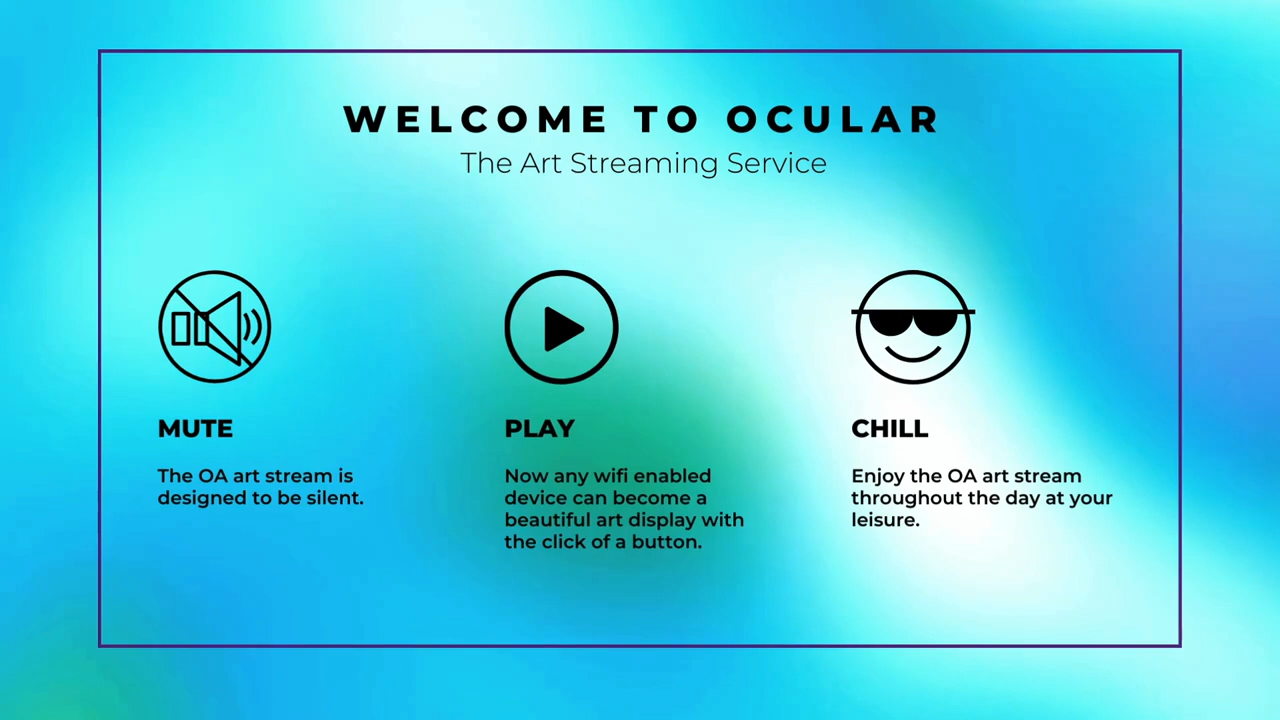 WELCOME TO OCULAR
The Art Streaming Service
MUTE
The OA art stream is
designed to be silent.
PLAY
Now any wifi enabled
device can become a
beautiful art display with
the click of a button.
CHILL
Enjoy the OA art stream
throughout the day at your
leisure.